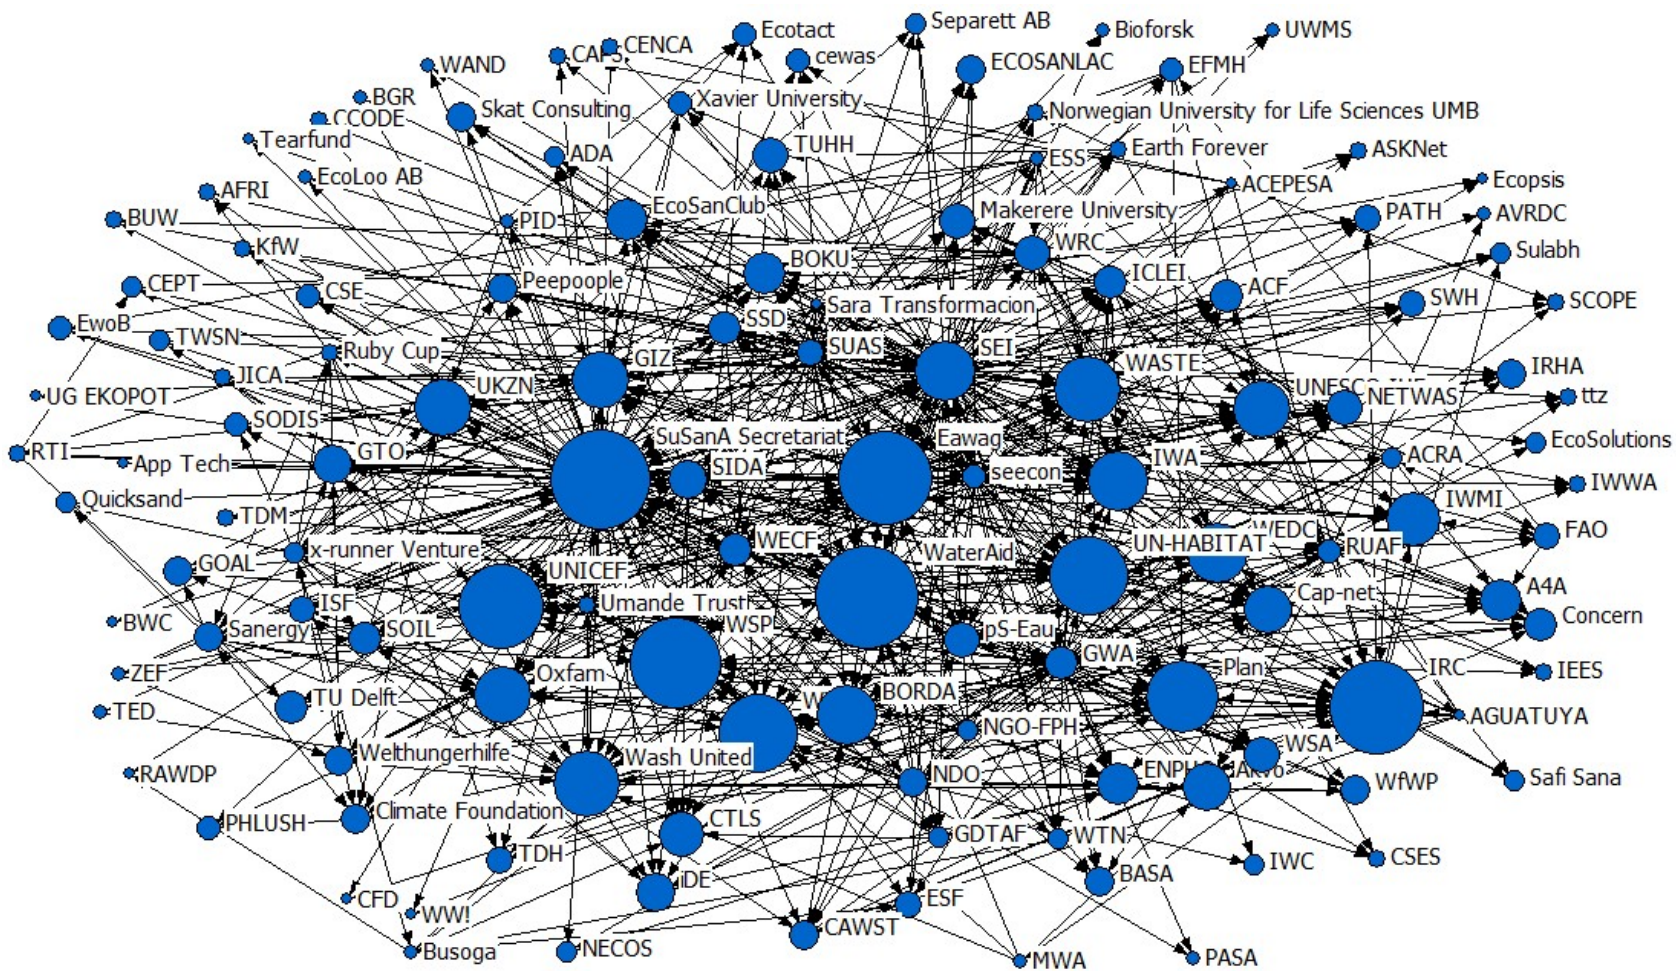 Separett AB
Bioforsk
UWMS
Ecotact
CENCA
CAPS
cewas
WAND
ECOSANLAC
EFMH
BGR
Skat Consulting
Xavier University
CCODE
Norwegian University for Life Sciences UMB
Tearfund
ADA
TUHH
ESS
Earth Forever
ASKNet
EcoLoo AB
ACEPESA
Ecopsis
AFRI
EcoSanClub
Makerere University
PATH
AVRDC
BUW
PID
WRC
KfW
BOKU
ICLEI
Sulabh
CEPT
CSE
Peepoople
ACF
SWH
SCOPE
Sara Transformacion
EwoB
SSD
TWSN
Ruby Cup
GIZ
SUAS
SEI
WASTE
IRHA
JICA
UKZN
NETWAS
ttz
UG EKOPOT
SODIS
SuSanA Secretariat
Eawag
EcoSolutions
RTI
App Tech
GTO
SIDA
seecon
IWA
ACRA
Quicksand
IWMI
IWWA
TDM
WEDC
FAO
x-runner Venture
WECF
WaterAid
UN-HABITAT
RUAF
GOAL
UNICEF
A4A
ISF
Umande Trust
Cap-net
BWC
Sanergy
SOIL
WSP
pS-Eau
Concern
GWA
ZEF
Oxfam
Plan
IRC
IEES
TED
TU Delft
BORDA
AGUATUYA
NGO-FPH
WSA
Welthungerhilfe
Wash United
RAWDP
NDO
WfWP
Safi Sana
Climate Foundation
PHLUSH
CTLS
GDTAF
WTN
TDH
CSES
IWC
iDE
BASA
CFD
ESF
WW!
CAWST
Busoga
NECOS
MWA
PASA